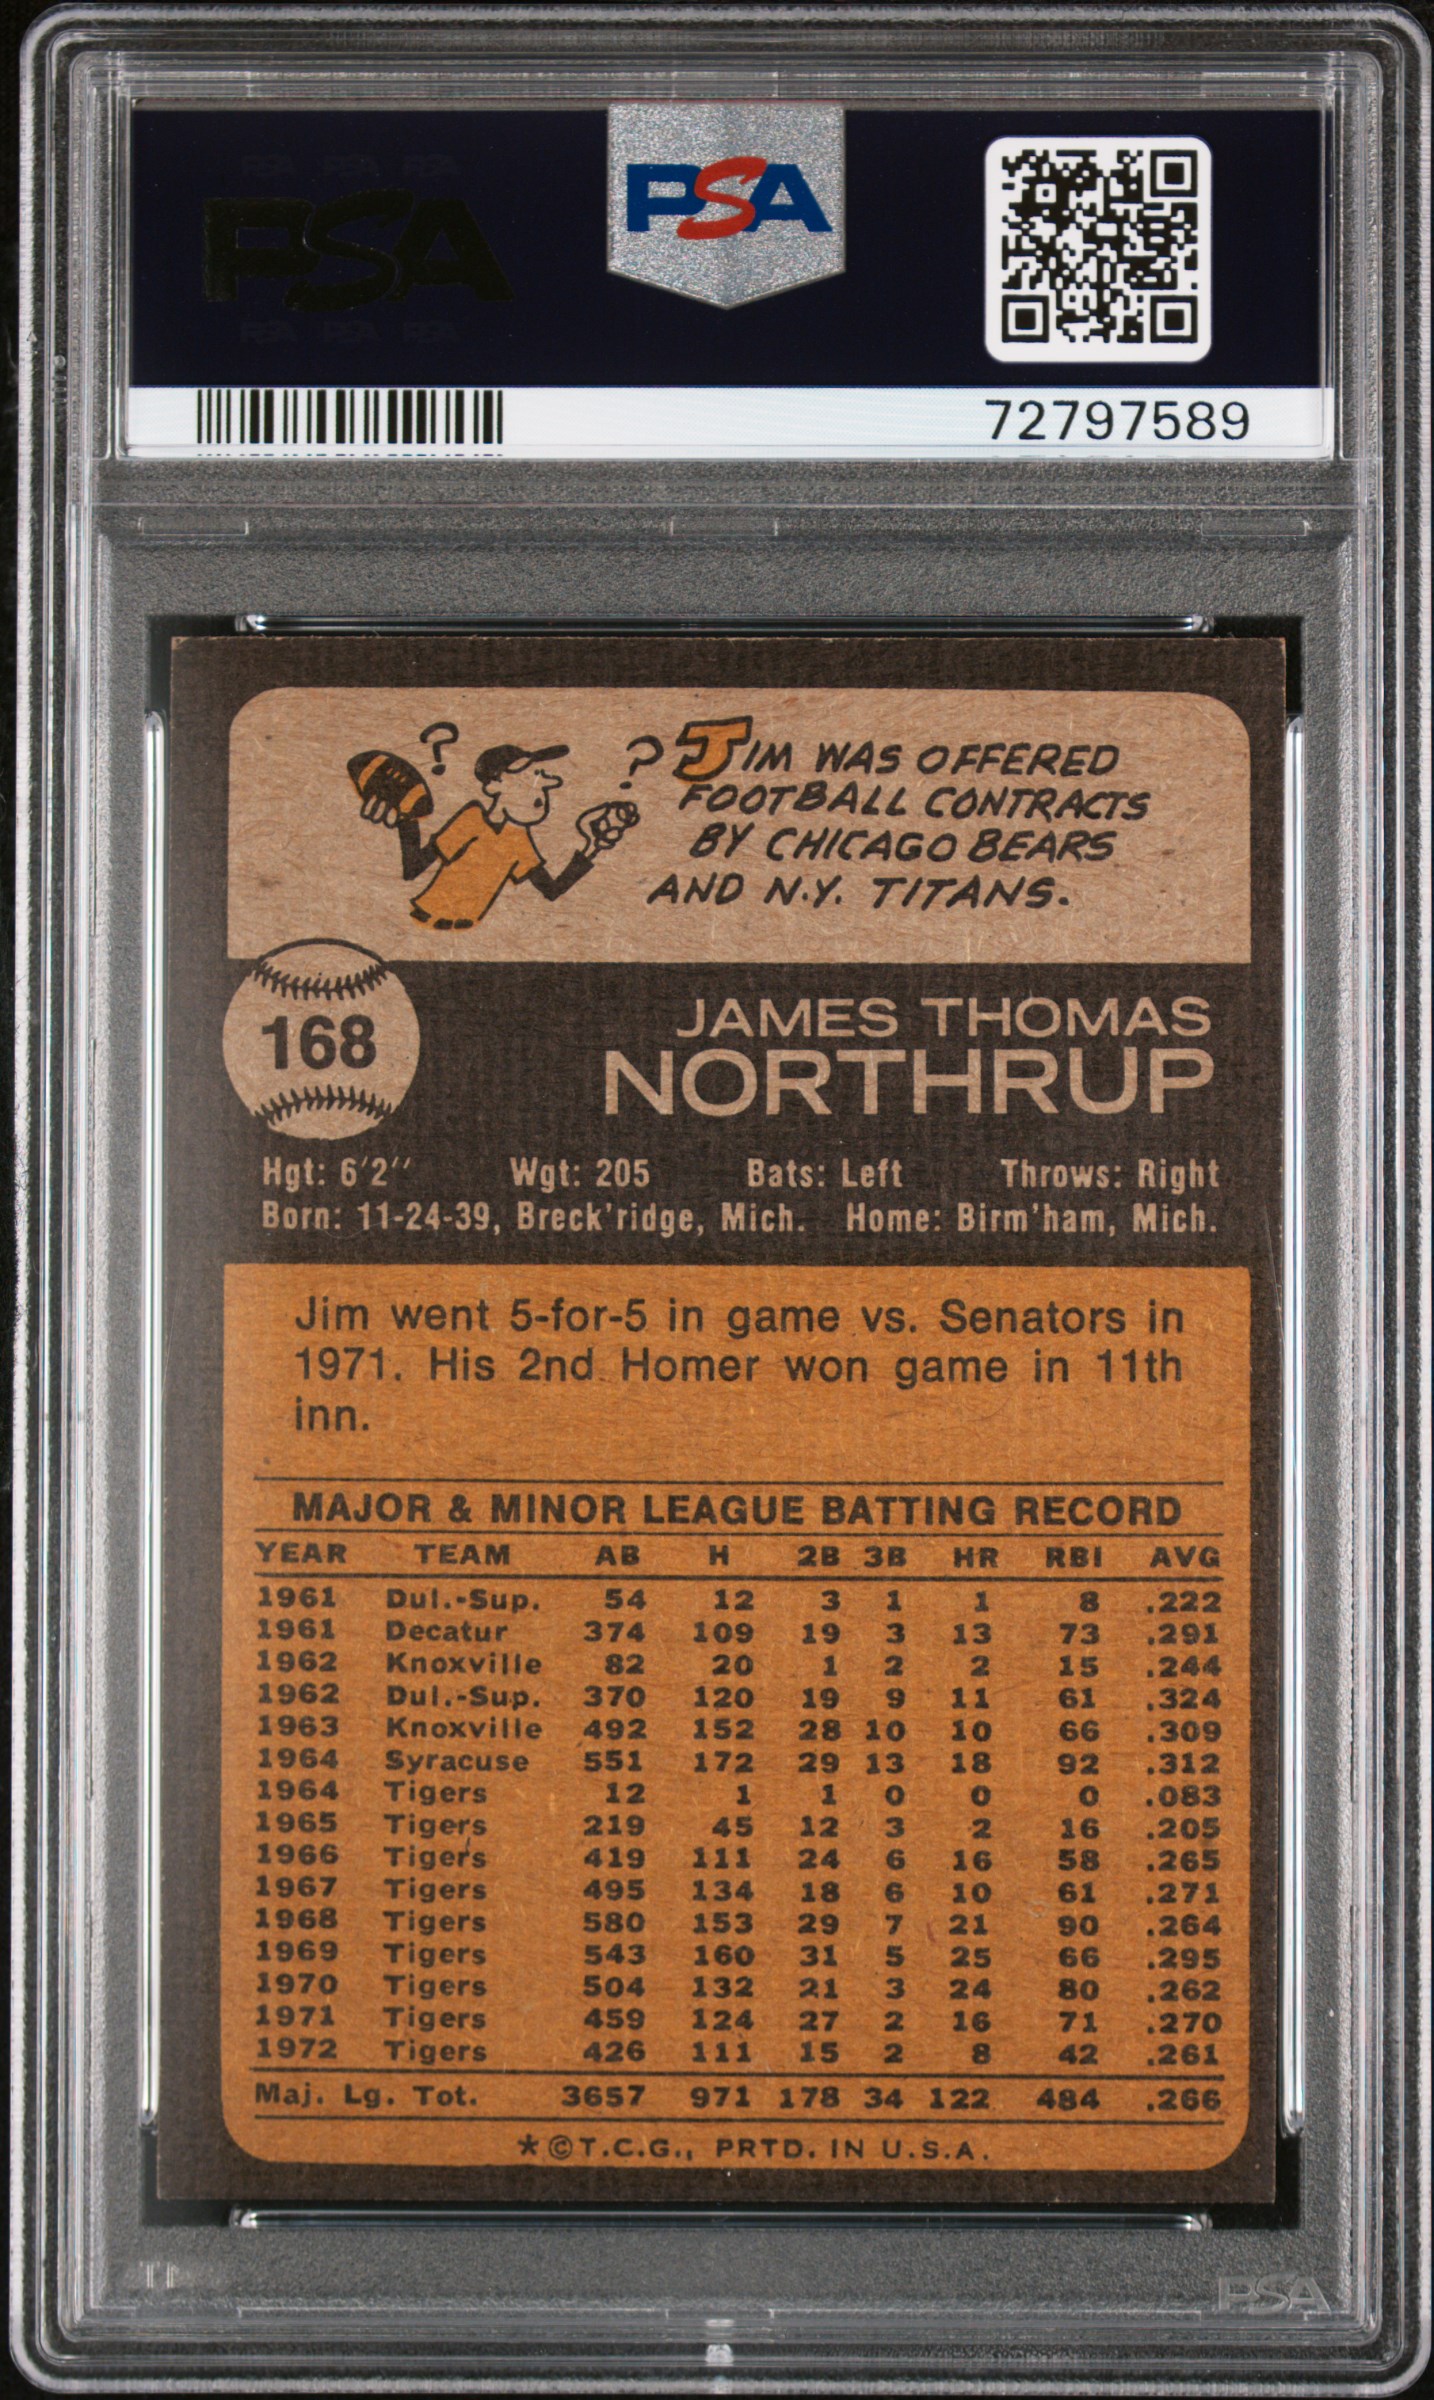 PSA PSA PSA
PSA
PSA PSA PSA
PSA
72797589
? ? JIM WAS OFFERED
FOOTBALL CONTRACTS
BY CHICAGO BEARS
AND N.Y. TITANS.
168
JAMES THOMAS
NORTHRUP
Hgt: 6'2'' Wgt: 205 Bats: Left Throws: Right
Born: 11-24-39, Breck'ridge, Mich. Home: Birm'ham, Mich.
Jim went 5-for-5 in game vs. Senators in
1971. His 2nd Homer won game in 11th
inn.
MAJOR & MINOR LEAGUE BATTING RECORD
YEAR TEAM AB H 2B 3B HR RBI AVG
1961 Dul.-Sup. 54 12 3 1 1 8 .222
1961 Decatur 374 109 19 3 13 73 .291
1962 Knoxville 82 20 1 2 2 15 .244
1962 Dul.-Sup. 370 120 19 9 11 61 .324
1963 Knoxville 492 152 28 10 10 66 .309
1964 Syracuse 551 172 29 13 18 92 .312
1964 Tigers 12 1 1 0 0 0 .083
1965 Tigers 219 45 12 3 2 16 .205
1966 Tigers 419 111 24 6 16 58 .265
1967 Tigers 495 134 18 6 10 61 .271
1968 Tigers 580 153 29 7 21 90 .264
1969 Tigers 543 160 31 5 25 66 .295
1970 Tigers 504 132 21 3 24 80 .262
1971 Tigers 459 124 27 2 16 71 .270
1972 Tigers 426 111 15 2 8 42 .261
Maj. Lg. Tot. 3657 971 178 34 122 484 .266
*©T.C.G., PRTD. IN U.S.A.
PSA